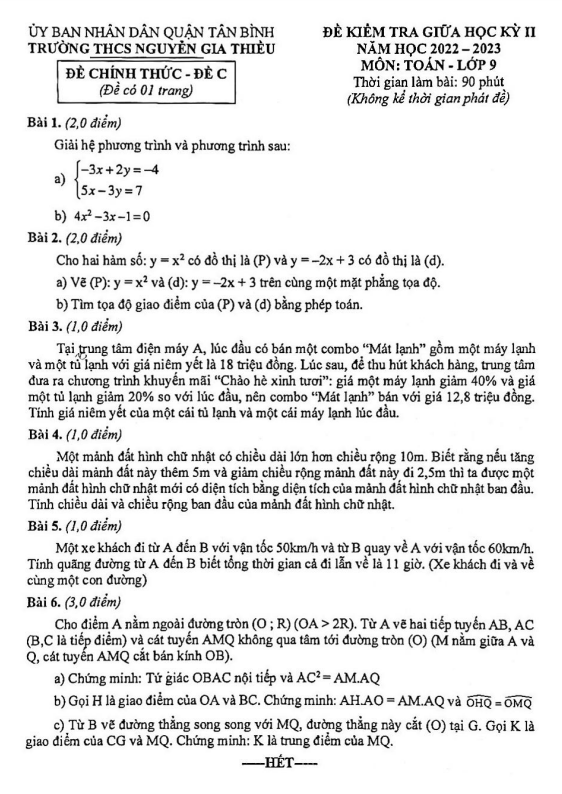 ỦY BAN NHÂN DÂN QUẬN TÂN BÌNH
TRƯỜNG THCS NGUYỄN GIA THIỀU
ĐỀ CHÍNH THỨC - ĐỀ C
(Đề có 01 trang)
ĐỀ KIỂM TRA GIỮA HỌC KỲ II
NĂM HỌC 2022 – 2023
MÔN: TOÁN - LỚP 9
Thời gian làm bài: 90 phút
(Không kể thời gian phát đề)
Bài 1. (2,0 điểm)
Giải hệ phương trình và phương trình sau:
a) { −3x + 2y = −4
5x − 3y = 7
b) 4x² − 3x − 1 = 0
Bài 2. (2,0 điểm)
Cho hai hàm số: y = x² có đồ thị là (P) và y = –2x + 3 có đồ thị là (d).
a) Vẽ (P): y = x² và (d): y = –2x + 3 trên cùng một mặt phẳng tọa độ.
b) Tìm tọa độ giao điểm của (P) và (d) bằng phép toán.
Bài 3. (1,0 điểm)
Tại trung tâm điện máy A, lúc đầu có bán một combo “Mát lạnh” gồm một máy lạnh
và một tủ lạnh với giá niêm yết là 18 triệu đồng. Lúc sau, để thu hút khách hàng, trung tâm
đưa ra chương trình khuyến mãi “Chào hè xinh tươi”: giá một máy lạnh giảm 40% và giá
một tủ lạnh giảm 20% so với lúc đầu, nên combo “Mát lạnh” bán với giá 12,8 triệu đồng.
Tính giá niêm yết của một cái tủ lạnh và một cái máy lạnh lúc đầu.
Bài 4. (1,0 điểm)
Một mảnh đất hình chữ nhật có chiều dài lớn hơn chiều rộng 10m. Biết rằng nếu tăng
chiều dài mảnh đất này thêm 5m và giảm chiều rộng mảnh đất này đi 2,5m thì ta được một
mảnh đất hình chữ nhật mới có diện tích bằng diện tích của mảnh đất hình chữ nhật ban đầu.
Tính chiều dài và chiều rộng ban đầu của mảnh đất hình chữ nhật.
Bài 5. (1,0 điểm)
Một xe khách đi từ A đến B với vận tốc 50km/h và từ B quay về A với vận tốc 60km/h.
Tính quãng đường từ A đến B biết tổng thời gian cả đi lẫn về là 11 giờ. (Xe khách đi và về
cùng một con đường)
Bài 6. (3,0 điểm)
Cho điểm A nằm ngoài đường tròn (O ; R) (OA > 2R). Từ A vẽ hai tiếp tuyến AB, AC
(B,C là tiếp điểm) và cát tuyến AMQ không qua tâm tới đường tròn (O) (M nằm giữa A và
Q, cát tuyến AMQ cắt bán kính OB).
a) Chứng minh: Tứ giác OBAC nội tiếp và AC² = AM.AQ
b) Gọi H là giao điểm của OA và BC. Chứng minh: AH.AO = AM.AQ và OHQ = OMQ
c) Từ B vẽ đường thẳng song song với MQ, đường thẳng này cắt (O) tại G. Gọi K là
giao điểm của CG và MQ. Chứng minh: K là trung điểm của MQ.
-----HẾT-----